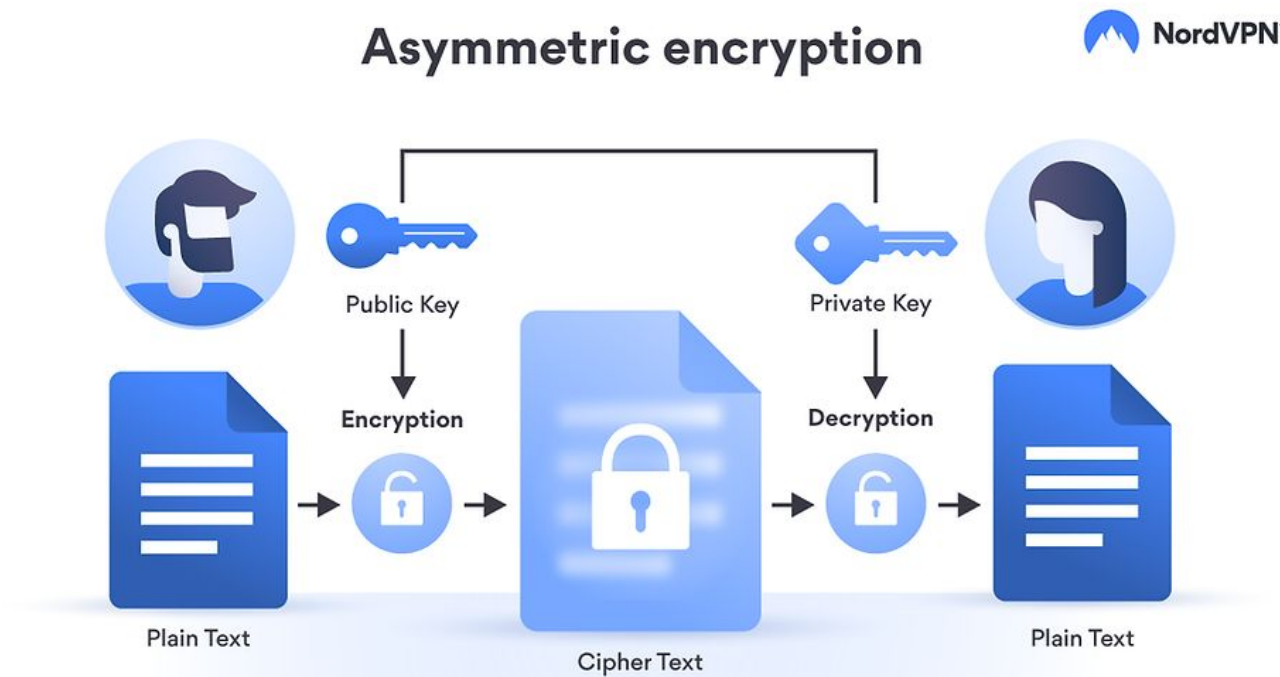 Asymmetric encryption
NordVPN
Public Key
Private Key
Encryption
Decryption
Plain Text
Cipher Text
Plain Text